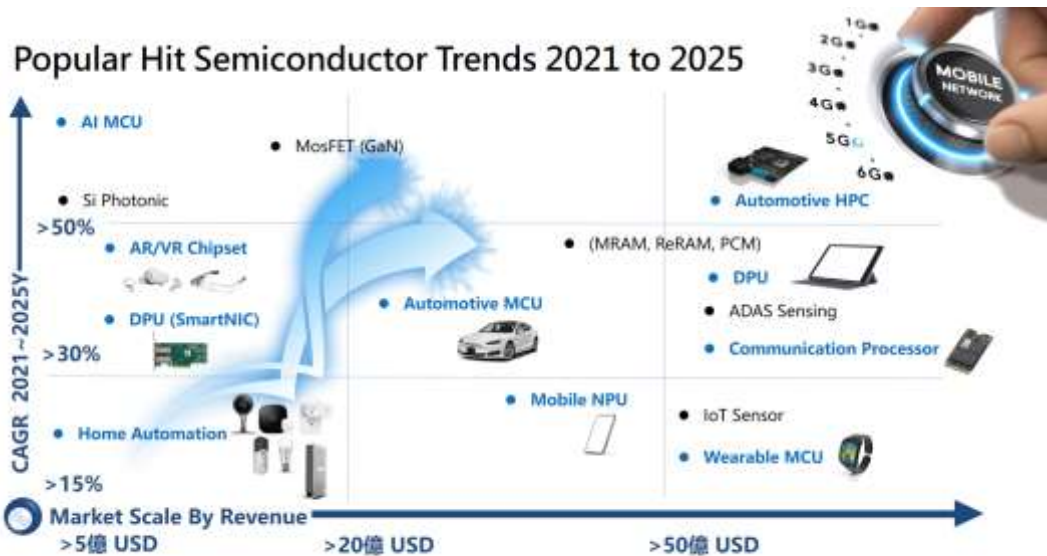 Popular Hit Semiconductor Trends 2021 to 2025
1G
2G
3G
4G
5G
6G
MOBILE
NETWORK
CAGR 2021~2025Y
AI MCU
MosFET (GaN)
Si Photonic
Automotive HPC
>50%
AR/VR Chipset
(MRAM, ReRAM, PCM)
DPU
Automotive MCU
ADAS Sensing
DPU (SmartNIC)
Communication Processor
>30%
Mobile NPU
IoT Sensor
Home Automation
Wearable MCU
>15%
Market Scale By Revenue
>5億 USD
>20億 USD
>50億 USD